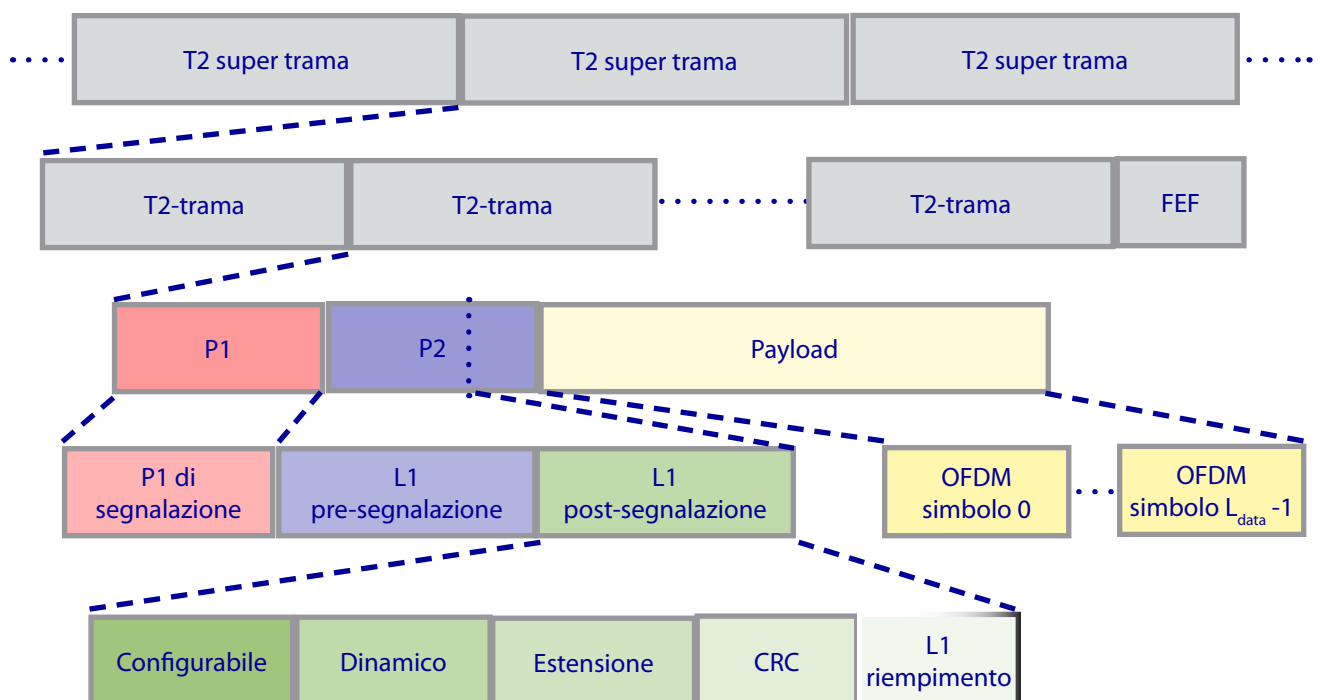 T2 super trama
T2 super trama
T2 super trama
T2-trama
T2-trama
T2-trama
FEF
P1
P2
Payload
P1 di
segnalazione
L1
pre-segnalazione
L1
post-segnalazione
OFDM
simbolo 0
OFDM
simbolo Ldata -1
Configurabile
Dinamico
Estensione
CRC
L1
riempimento